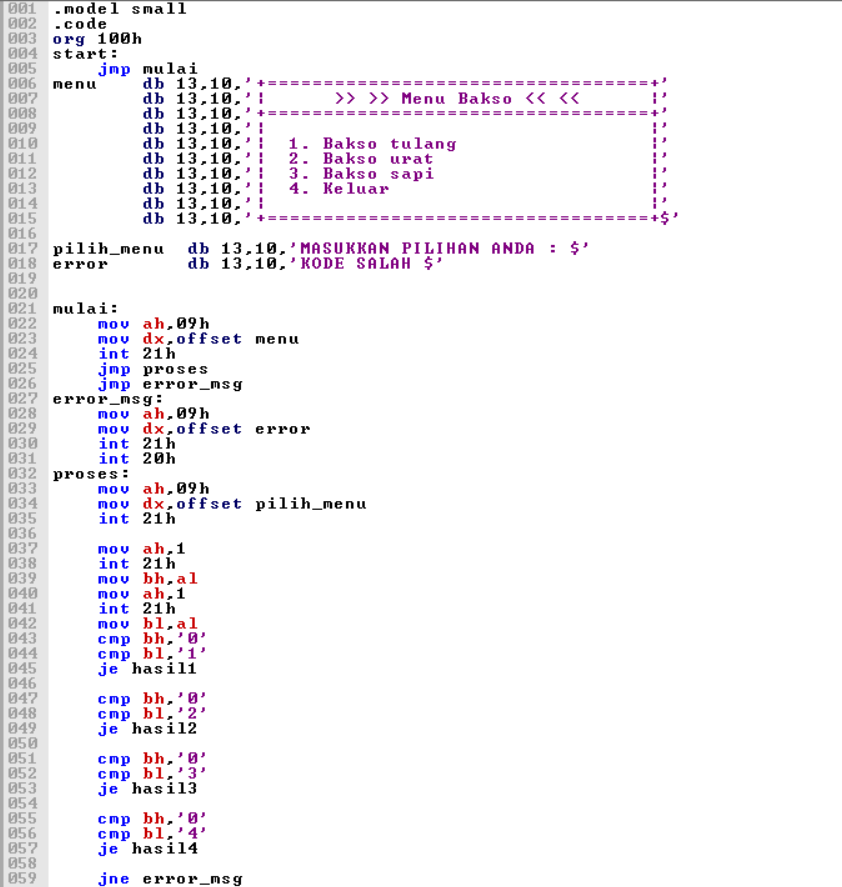 001 .model small
002 .code
003 org 100h
004 start:
005     jmp mulai
006 menu    db 13,10,'+==================================+'
007         db 13,10,'¦      >> >> Menu Bakso << <<      ¦'
008         db 13,10,'+==================================+'
009         db 13,10,'¦                                  ¦'
010         db 13,10,'¦  1. Bakso tulang                 ¦'
011         db 13,10,'¦  2. Bakso urat                   ¦'
012         db 13,10,'¦  3. Bakso sapi                   ¦'
013         db 13,10,'¦  4. Keluar                       ¦'
014         db 13,10,'¦                                  ¦'
015         db 13,10,'+==================================+$'
016
017 pilih_menu  db 13,10,'MASUKKAN PILIHAN ANDA : $'
018 error       db 13,10,'KODE SALAH $'
019
020
021 mulai:
022     mov ah,09h
023     mov dx,offset menu
024     int 21h
025     jmp proses
026     jmp error_msg
027 error_msg:
028     mov ah,09h
029     mov dx,offset error
030     int 21h
031     int 20h
032 proses:
033     mov ah,09h
034     mov dx,offset pilih_menu
035     int 21h
036
037     mov ah,1
038     int 21h
039     mov bh,al
040     mov ah,1
041     int 21h
042     mov bl,al
043     cmp bh,'0'
044     cmp bl,'1'
045     je hasil1
046
047     cmp bh,'0'
048     cmp bl,'2'
049     je hasil2
050
051     cmp bh,'0'
052     cmp bl,'3'
053     je hasil3
054
055     cmp bh,'0'
056     cmp bl,'4'
057     je hasil4
058
059     jne error_msg